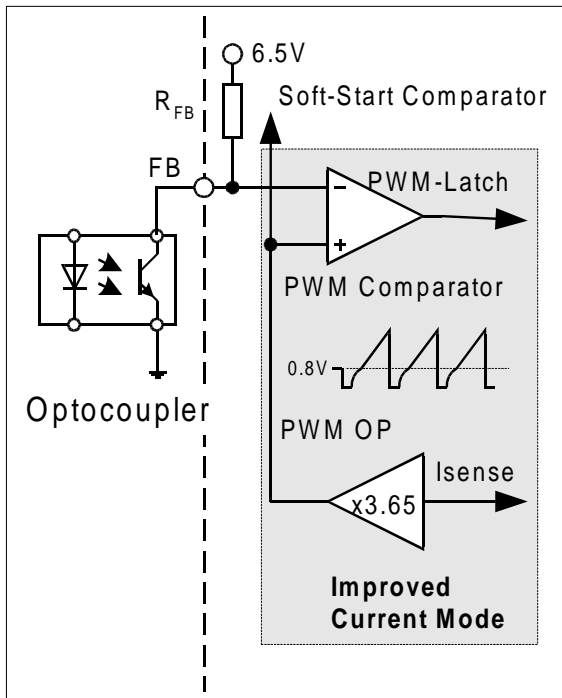 6.5V
RFB
Soft-Start Comparator
FB
PWM-Latch
−
+
PWM Comparator
0.8V
Optocoupler
PWM OP
Isense
x3.65
Improved
Current Mode